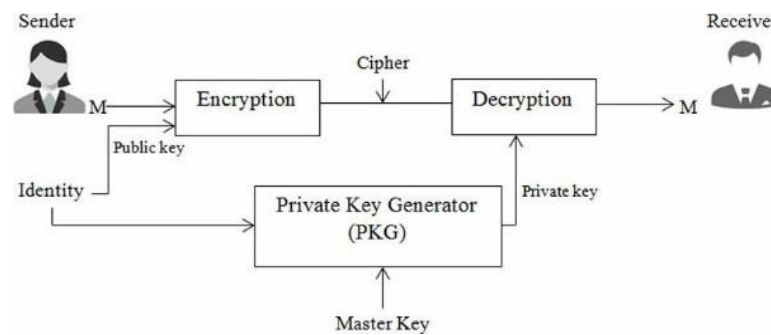 Sender
Receive
Cipher
M
Encryption
Decryption
M
Public key
Identity
Private Key Generator
(PKG)
Private key
Master Key